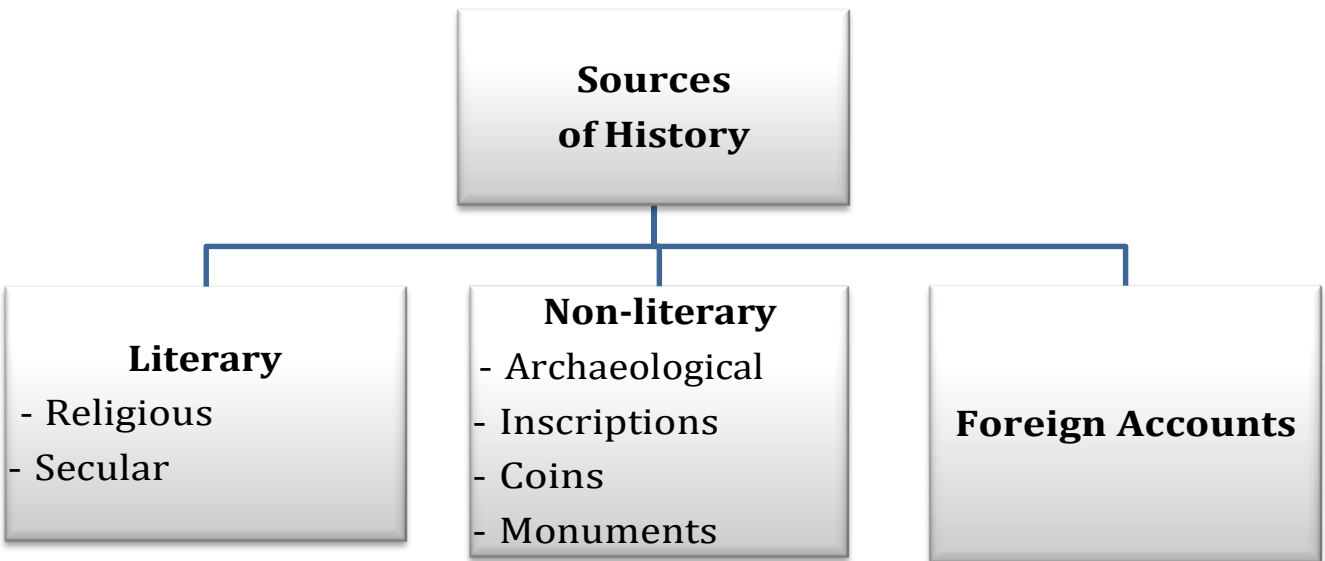 Sources
of History
Literary
- Religious
- Secular
Non-literary
- Archaeological
- Inscriptions
- Coins
- Monuments
Foreign Accounts